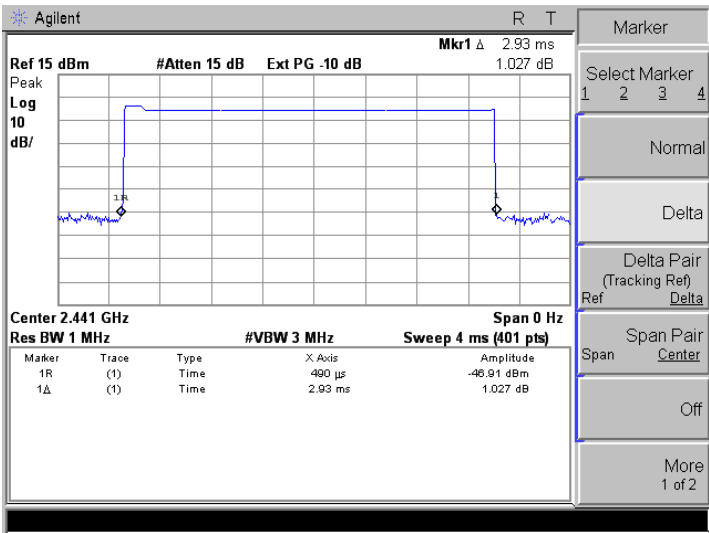 Agilent R T
Mkr1 Δ 2.93 ms
Ref 15 dBm #Atten 15 dB Ext PG -10 dB 1.027 dB
Peak
Log
10
dB/
1R
1
Center 2.441 GHz Span 0 Hz
Res BW 1 MHz #VBW 3 MHz Sweep 4 ms (401 pts)
Marker Trace Type X Axis Amplitude
1R (1) Time 490 µs -46.91 dBm
1Δ (1) Time 2.93 ms 1.027 dB
Marker
Select Marker
1 2 3 4
Normal
Delta
Delta Pair
(Tracking Ref)
Ref Delta
Span Pair
Span Center
Off
More
1 of 2